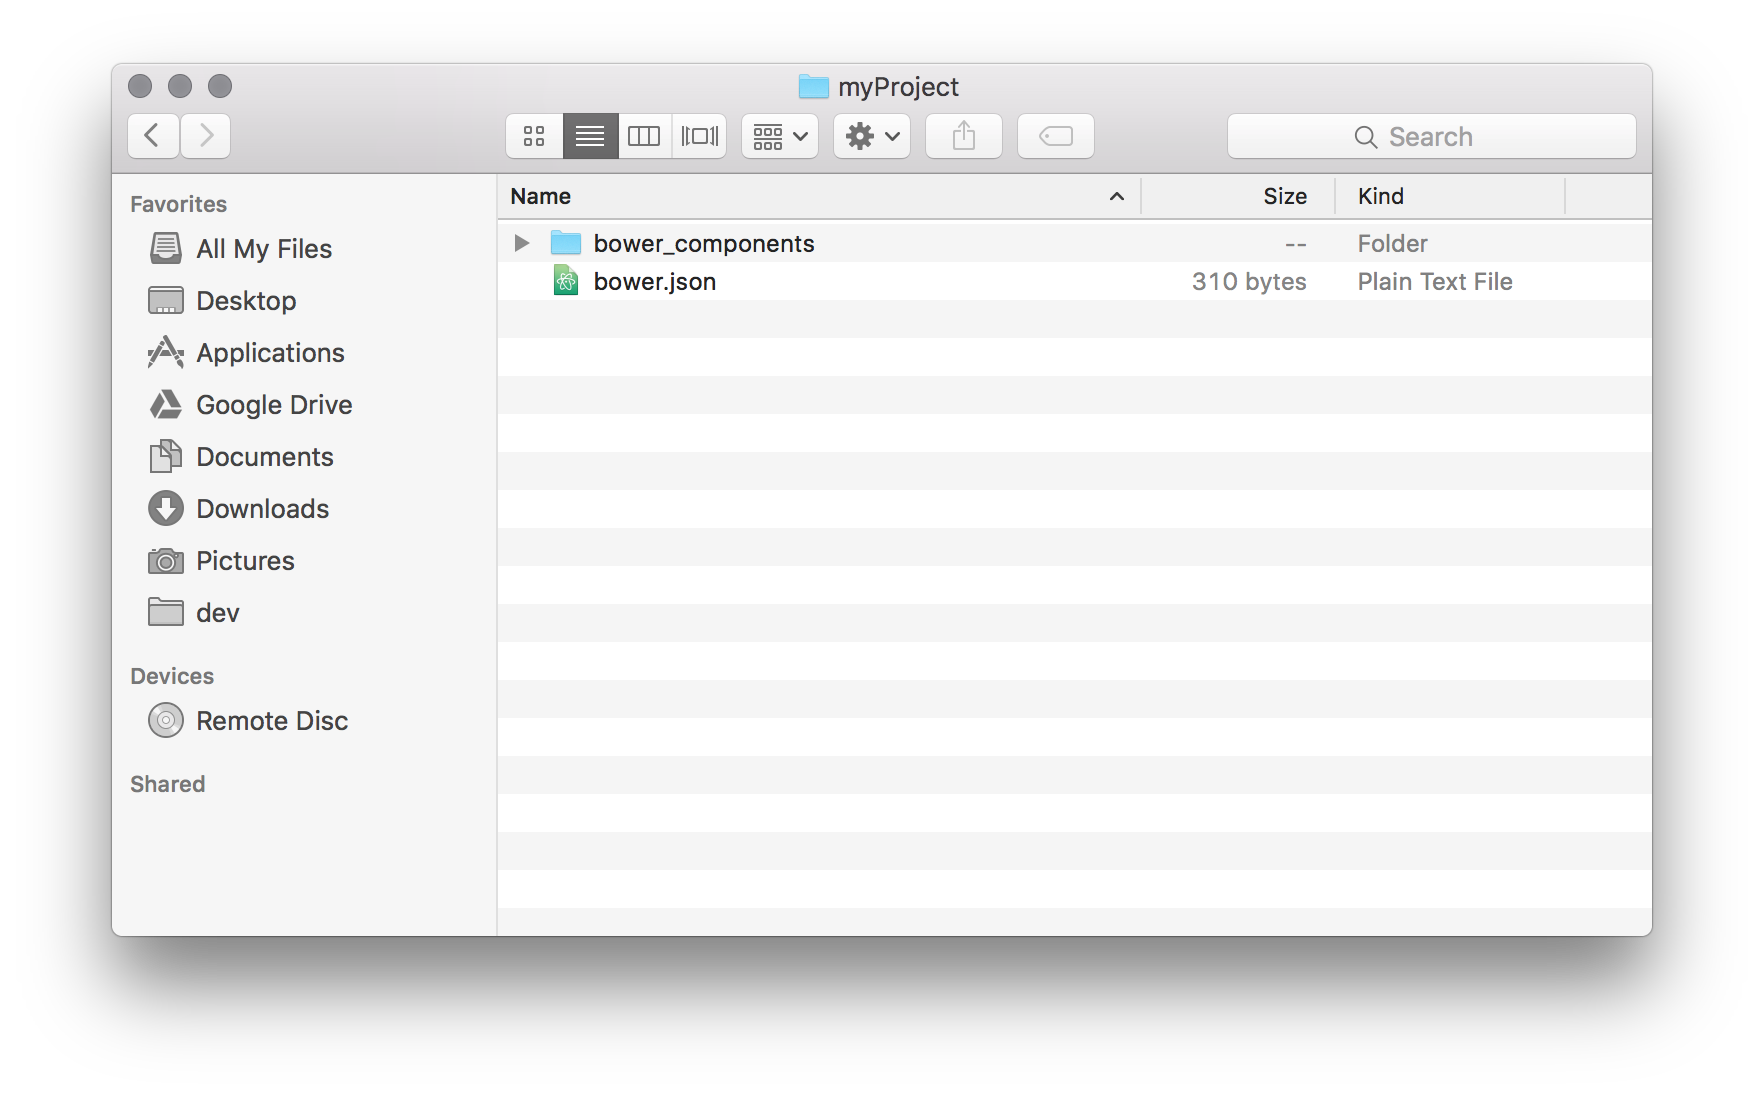 myProject
Search
Favorites
All My Files
Desktop
Applications
Google Drive
Documents
Downloads
Pictures
dev
Devices
Remote Disc
Shared
Name Size Kind
bower_components -- Folder
bower.json 310 bytes Plain Text File